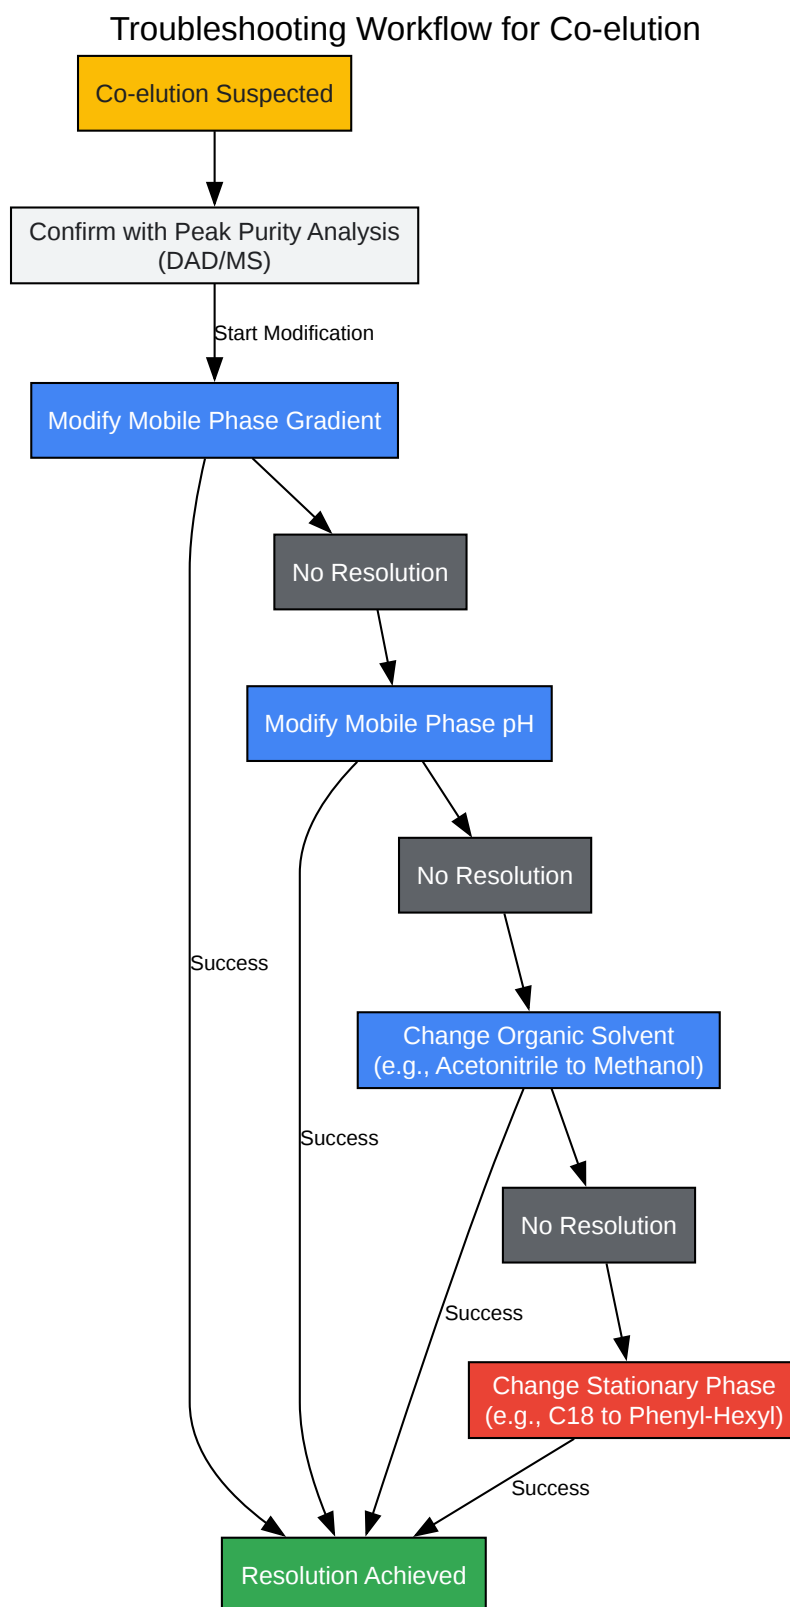 Troubleshooting Workflow for Co-elution
Co-elution Suspected
Confirm with Peak Purity Analysis
(DAD/MS)
Start Modification
Modify Mobile Phase Gradient
No Resolution
Modify Mobile Phase pH
No Resolution
Success
Change Organic Solvent
(e.g., Acetonitrile to Methanol)
Success
No Resolution
Success
Change Stationary Phase
(e.g., C18 to Phenyl-Hexyl)
Success
Resolution Achieved